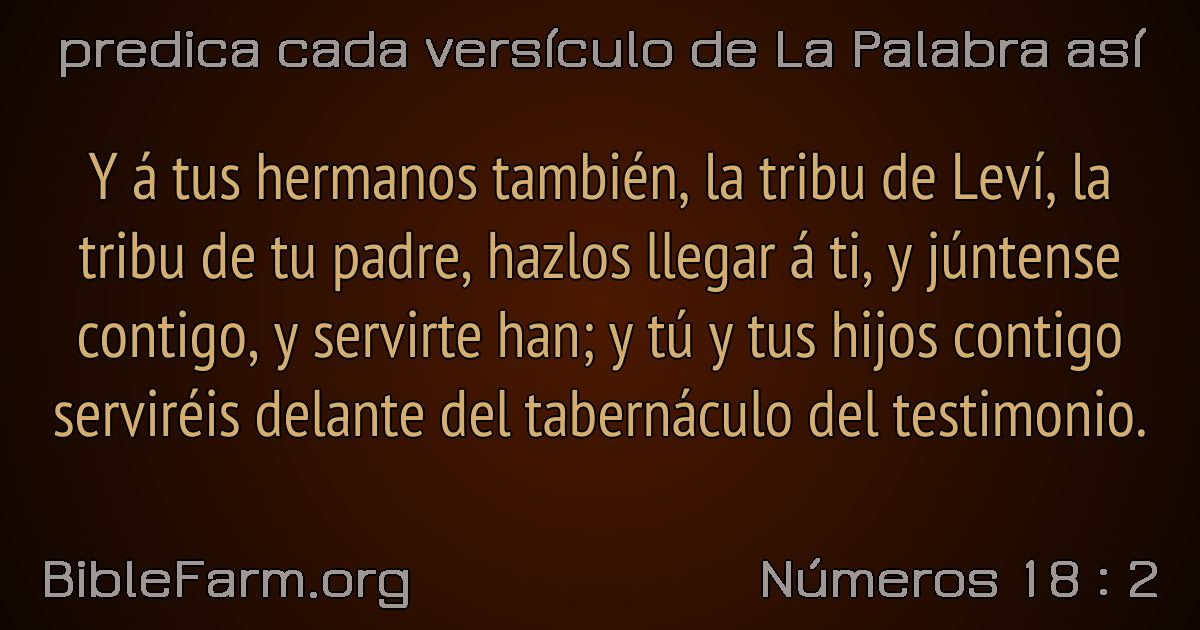 predica cada versículo de La Palabra así
Y á tus hermanos también, la tribu de Leví, la
tribu de tu padre, hazlos llegar á ti, y júntense
contigo, y servirte han; y tú y tus hijos contigo
serviréis delante del tabernáculo del testimonio.
BibleFarm.org
Números 18 : 2